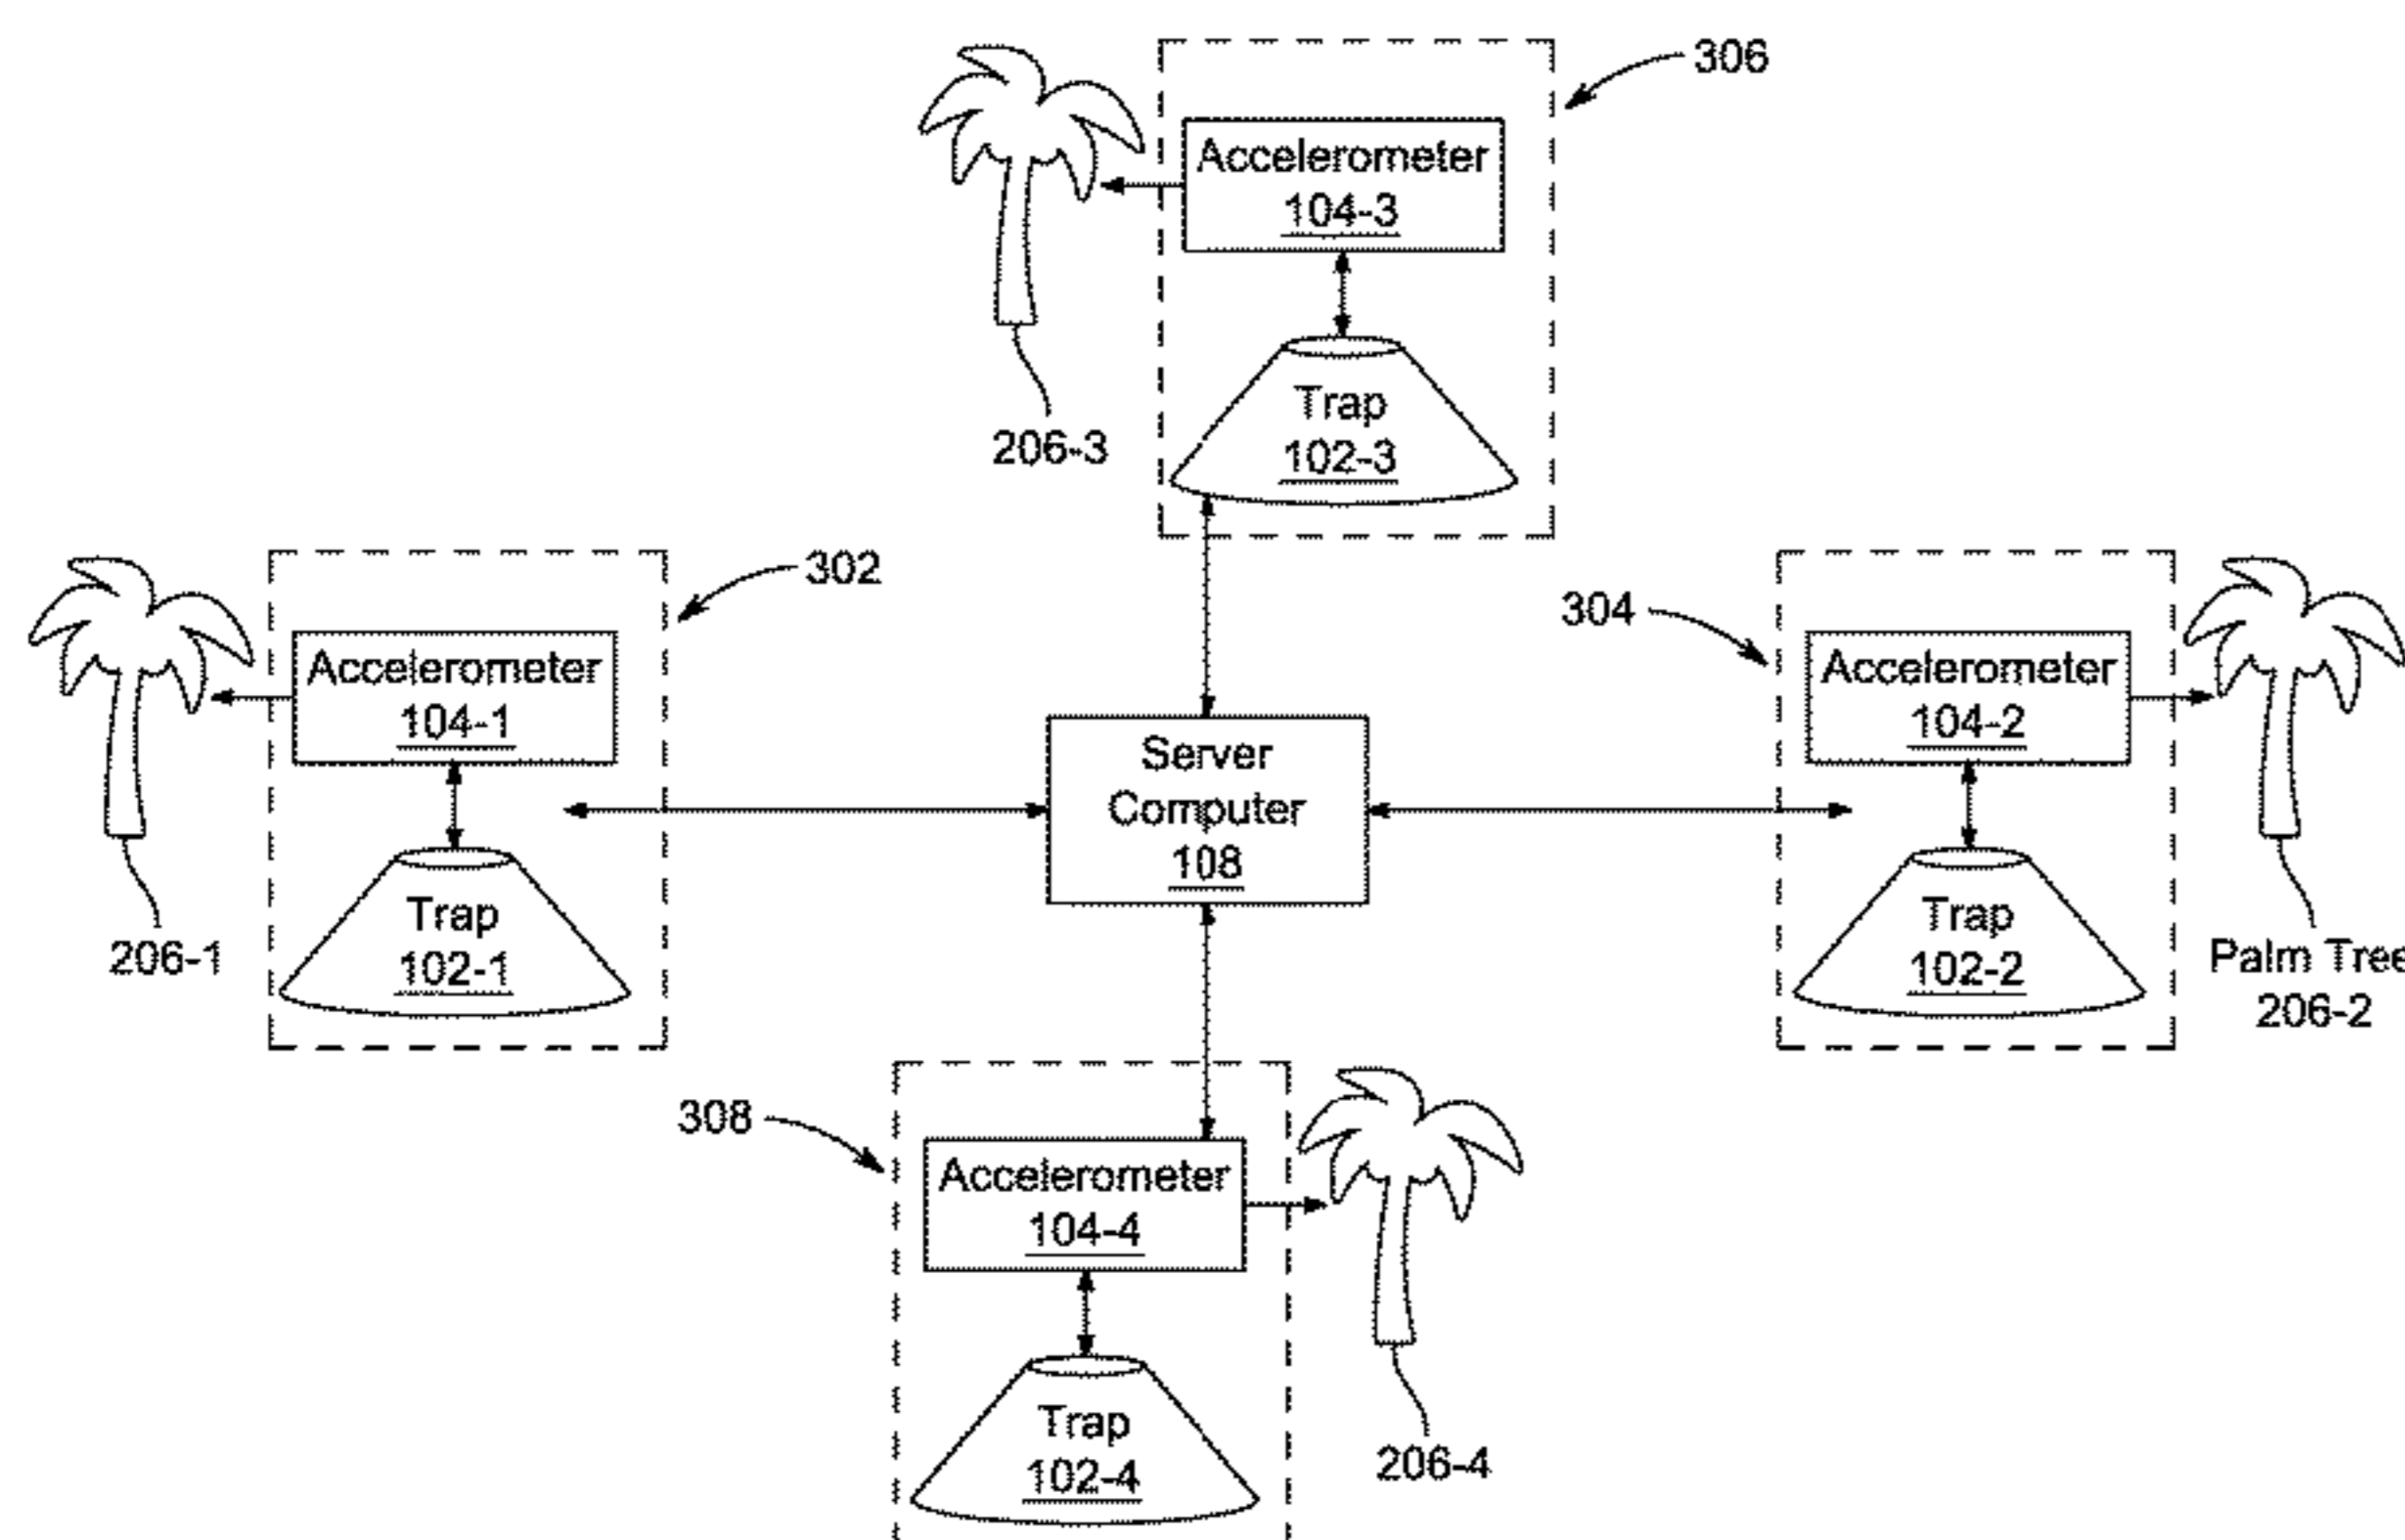 306
Accelerometer
104-3
Trap
102-3
206-3
302
Accelerometer
104-1
Trap
102-1
206-1
Server
Computer
108
304
Accelerometer
104-2
Trap
102-2
Palm Tree
206-2
308
Accelerometer
104-4
Trap
102-4
206-4